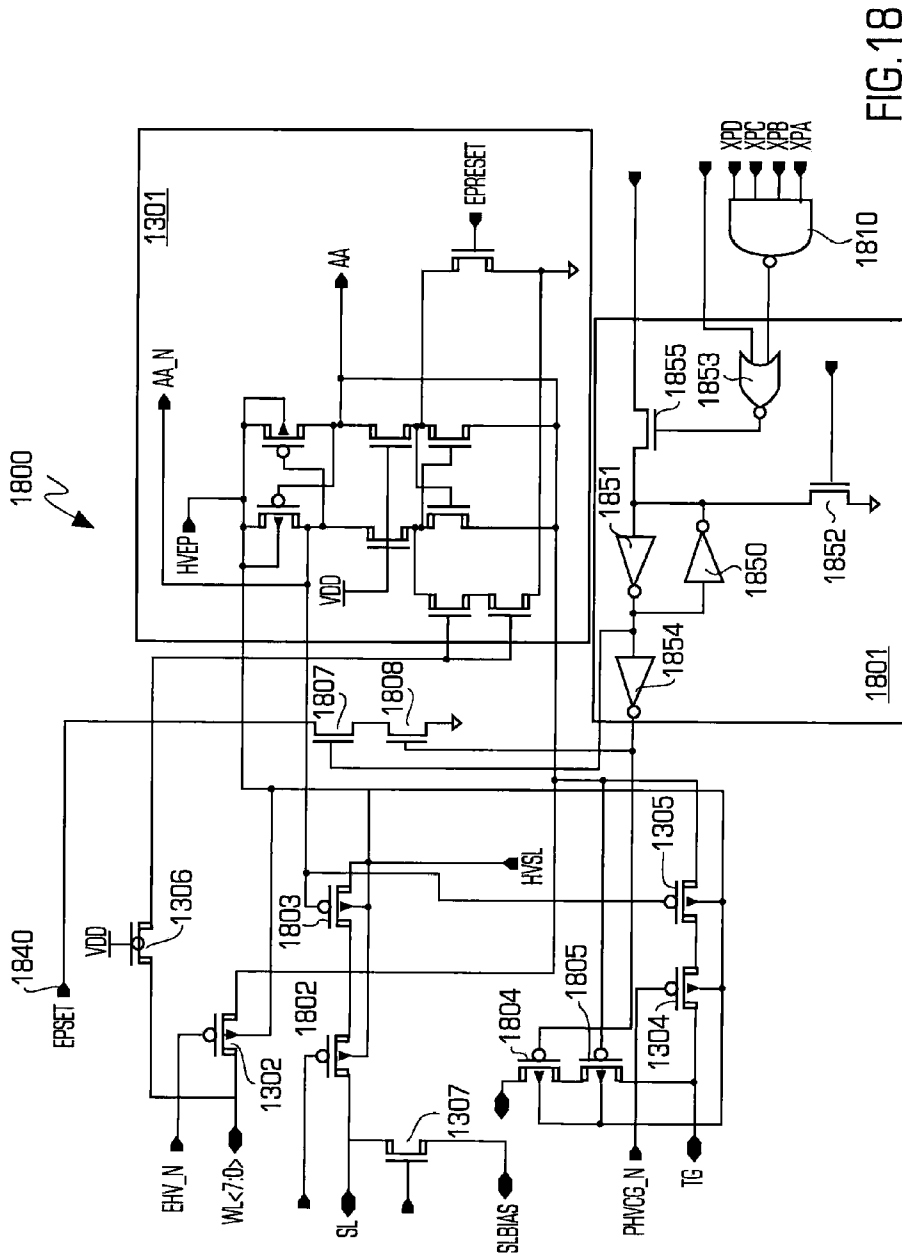 FIG.18
1800
1301
HVEP
AA_N
AA
EPRESET
VDD
1840
EPSET
VDD
1306
EHV_N
1302
WL<7:0>
1803
1802
SL
1307
SLBIAS
HVSL
1807
1808
1804
1805
1305
1304
PHVCG_N
TG
1854
1851
1850
1852
1855
1853
1801
XPD
XPC
XPB
XPA
1810